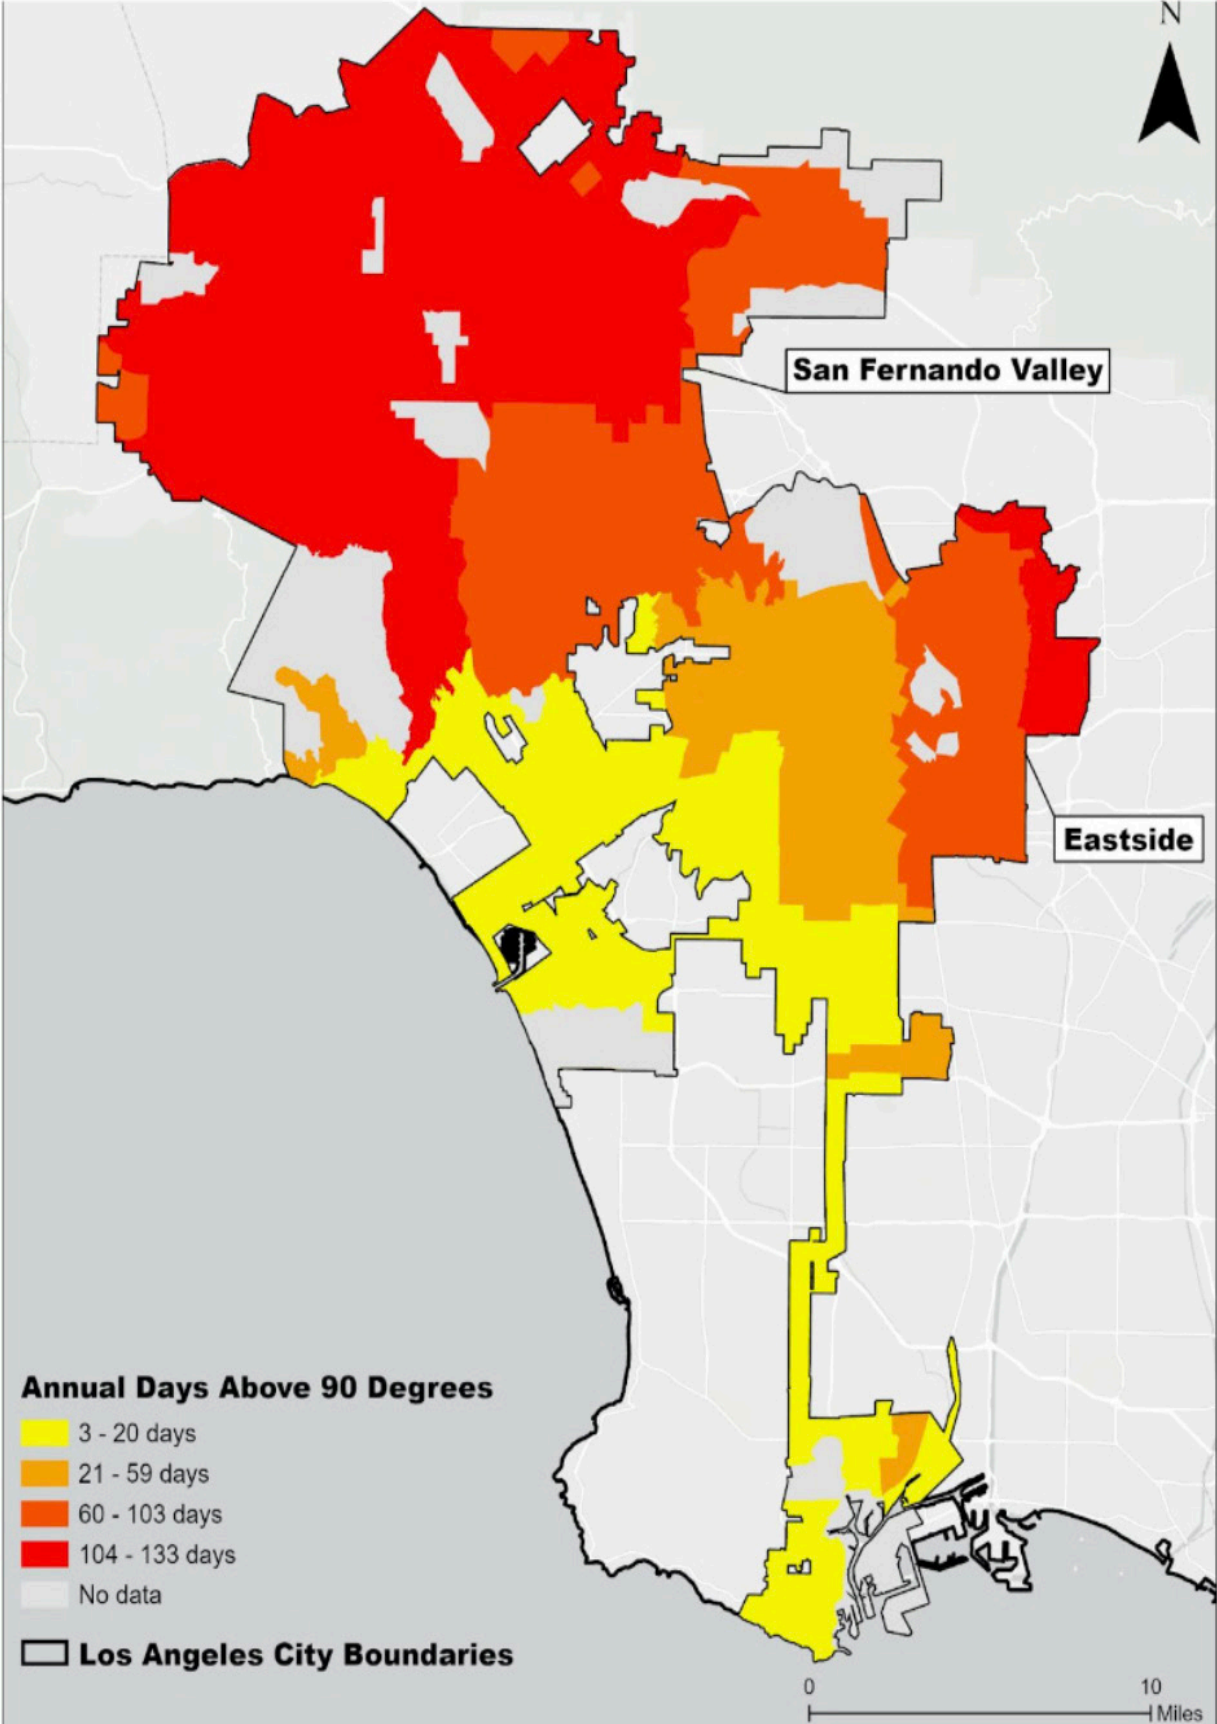 N
San Fernando Valley
Eastside
Annual Days Above 90 Degrees
3 - 20 days
21 - 59 days
60 - 103 days
104 - 133 days
No data
Los Angeles City Boundaries
0 10
Miles